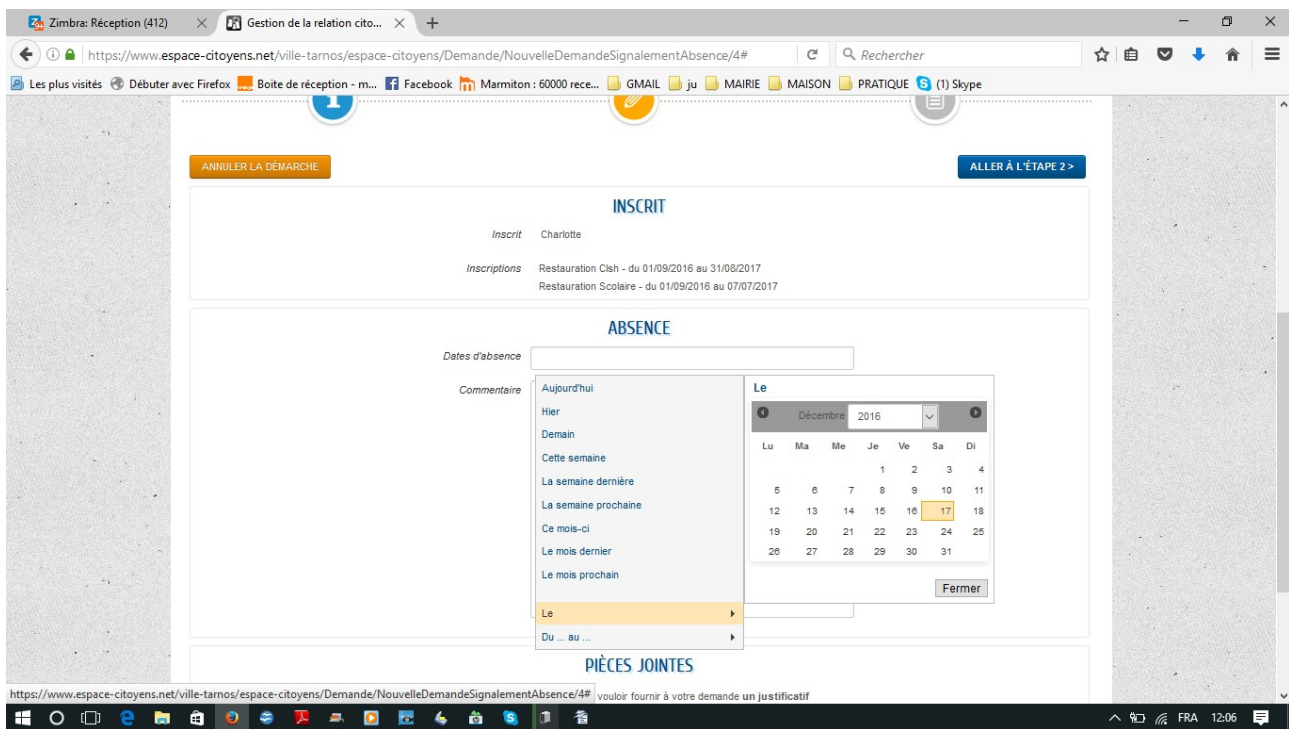 Zimbra: Réception (412) × Gestion de la relation cito... × +
https://www.espace-citoyens.net/ville-tarnos/espace-citoyens/Demande/NouvelleDemandeSignalementAbsence/4# Rechercher
Les plus visités Débuter avec Firefox Boite de réception - m... Facebook Marmiton : 60000 rece... GMAIL ju MAIRIE MAISON PRATIQUE (1) Skype
ANNULER LA DÉMARCHE ALLER À L'ÉTAPE 2 >
INSCRIT
Inscrit Charlotte
Inscriptions Restauration Clsh - du 01/09/2016 au 31/08/2017
Restauration Scolaire - du 01/09/2016 au 07/07/2017
ABSENCE
Dates d'absence
Commentaire
Aujourd'hui
Hier
Demain
Cette semaine
La semaine dernière
La semaine prochaine
Ce mois-ci
Le mois dernier
Le mois prochain
Le
Du ... au ...
Le
Décembre 2016
Lu Ma Me Je Ve Sa Di
1 2 3 4
5 6 7 8 9 10 11
12 13 14 15 16 17 18
19 20 21 22 23 24 25
26 27 28 29 30 31
Fermer
PIÈCES JOINTES
vouloir fournir à votre demande un justificatif
https://www.espace-citoyens.net/ville-tarnos/espace-citoyens/Demande/NouvelleDemandeSignalementAbsence/4#
FRA 12:06